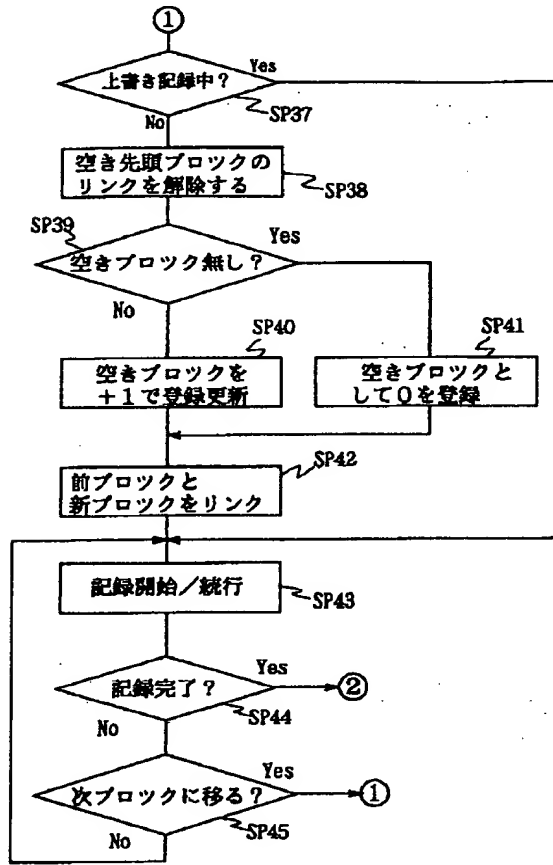 ①
上書き記録中?
Yes
SP37
No
空き先頭ブロックの
リンクを解除する
SP38
SP39
空きブロック無し?
Yes
No
SP40
空きブロックを
+1で登録更新
SP41
空きブロックと
して0を登録
SP42
前ブロックと
新ブロックをリンク
記録開始/続行
SP43
記録完了?
Yes
②
SP44
No
次ブロックに移る?
Yes
①
SP45
No